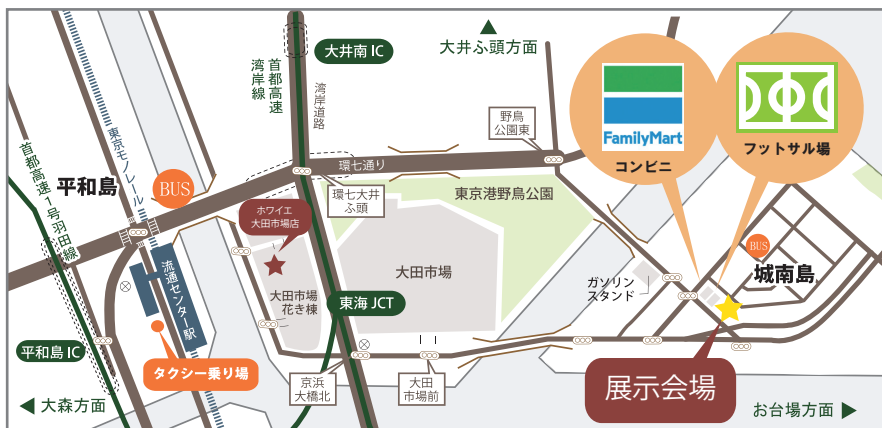 大井南 IC
大井ふ頭方面
首都高速
湾岸線
湾岸道路
野鳥
公園東
FamilyMart
コンビニ
フットサル場
首都高速1号羽田線
東京モノレール
平和島
BUS
環七通り
環七大井
ふ頭
東京港野鳥公園
ホワイエ
大田市場店
BUS
城南島
流通センター駅
大田市場
花き棟
大田市場
ガソリン
スタンド
東海 JCT
平和島 IC
タクシー乗り場
京浜
大橋北
大田
市場前
展示会場
大森方面
お台場方面